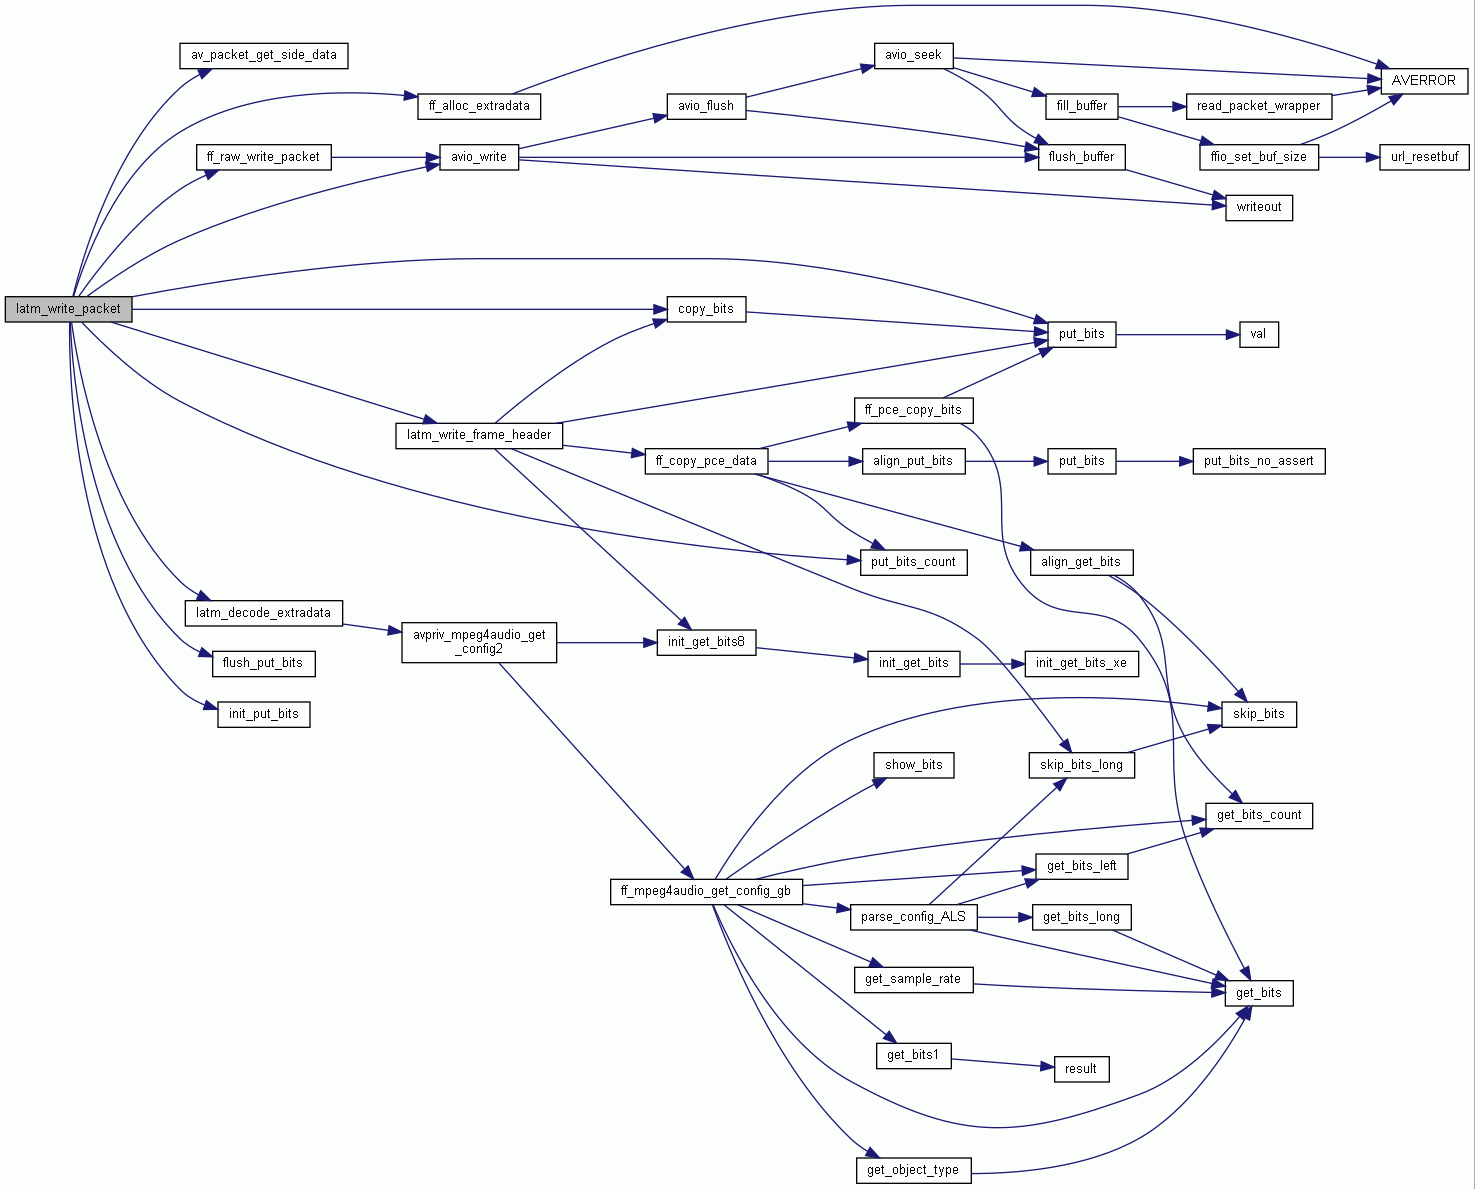 av_packet_get_side_data
avio_seek
AVERROR
ff_alloc_extradata
avio_flush
fill_buffer
read_packet_wrapper
ff_raw_write_packet
avio_write
flush_buffer
ffio_set_buf_size
url_resetbuf
writeout
latm_write_packet
copy_bits
put_bits
val
ff_pce_copy_bits
latm_write_frame_header
ff_copy_pce_data
align_put_bits
put_bits
put_bits_no_assert
put_bits_count
align_get_bits
latm_decode_extradata
avpriv_mpeg4audio_get
_config2
init_get_bits8
flush_put_bits
init_get_bits
init_get_bits_xe
init_put_bits
skip_bits
show_bits
skip_bits_long
get_bits_count
get_bits_left
ff_mpeg4audio_get_config_gb
parse_config_ALS
get_bits_long
get_sample_rate
get_bits
get_bits1
result
get_object_type